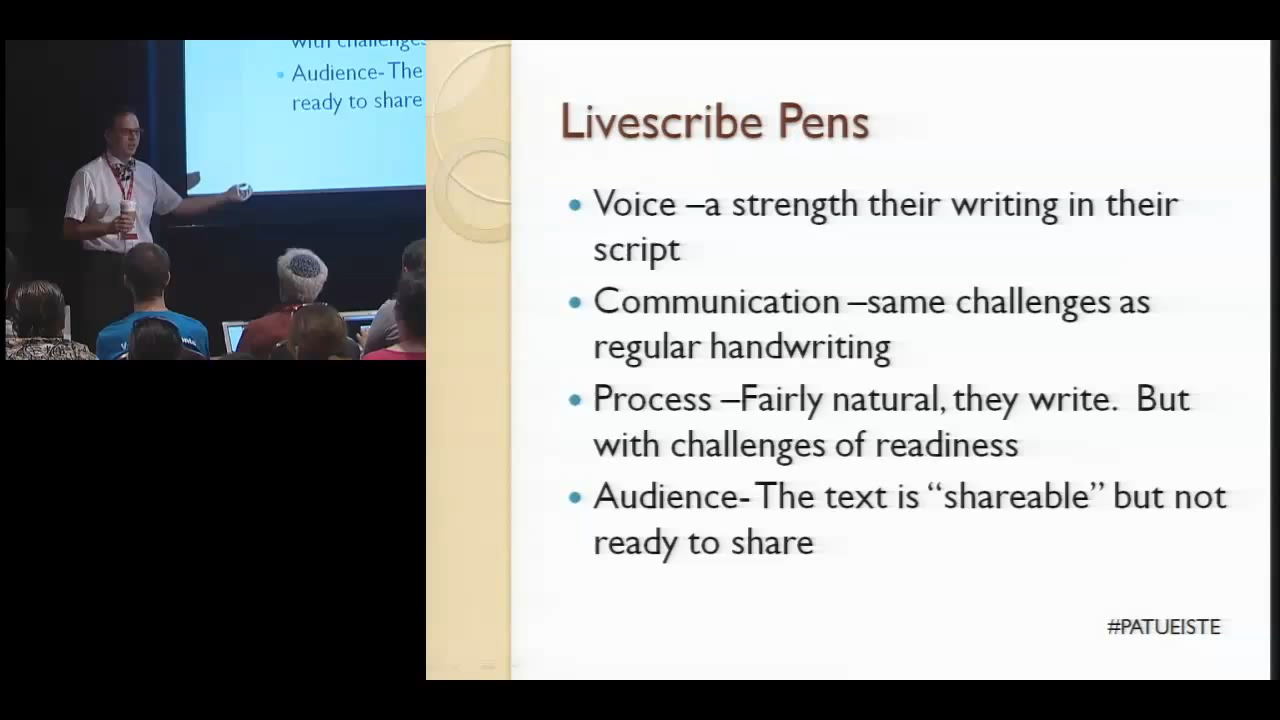 with challenges
• Audience- The
ready to share
Livescribe Pens
• Voice –a strength their writing in their
script
• Communication –same challenges as
regular handwriting
• Process –Fairly natural, they write.  But
with challenges of readiness
• Audience- The text is “shareable” but not
ready to share
#PATUEISTE